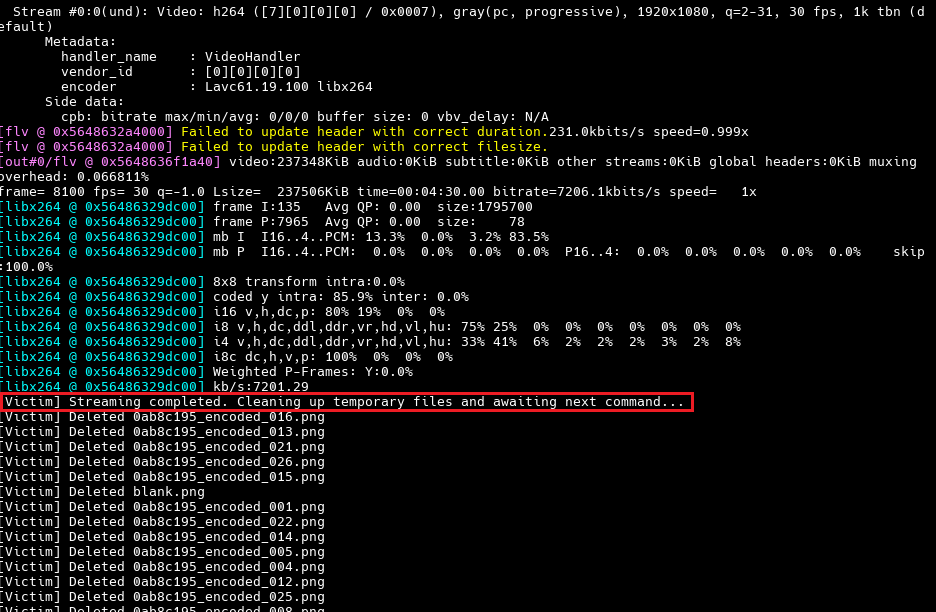 Stream #0:0(und): Video: h264 ([7][0][0][0] / 0x0007), gray(pc, progressive), 1920x1080, q=2-31, 30 fps, 1k tbn (d
efault)
Metadata:
handler_name    : VideoHandler
vendor_id       : [0][0][0][0]
encoder         : Lavc61.19.100 libx264
Side data:
cpb: bitrate max/min/avg: 0/0/0 buffer size: 0 vbv_delay: N/A
[flv @ 0x5648632a4000] Failed to update header with correct duration.231.0kbits/s speed=0.999x
[flv @ 0x5648632a4000] Failed to update header with correct filesize.
[out#0/flv @ 0x5648636f1a40] video:237348KiB audio:0KiB subtitle:0KiB other streams:0KiB global headers:0KiB muxing
overhead: 0.066811%
frame= 8100 fps= 30 q=-1.0 Lsize=  237506KiB time=00:04:30.00 bitrate=7206.1kbits/s speed=   1x
[libx264 @ 0x56486329dc00] frame I:135   Avg QP: 0.00  size:1795700
[libx264 @ 0x56486329dc00] frame P:7965  Avg QP: 0.00  size:    78
[libx264 @ 0x56486329dc00] mb I  I16..4..PCM: 13.3%  0.0%  3.2% 83.5%
[libx264 @ 0x56486329dc00] mb P  I16..4..PCM:  0.0%  0.0%  0.0%  0.0%  P16..4:  0.0%  0.0%  0.0%  0.0%  0.0%    skip
:100.0%
[libx264 @ 0x56486329dc00] 8x8 transform intra:0.0%
[libx264 @ 0x56486329dc00] coded y intra: 85.9% inter: 0.0%
[libx264 @ 0x56486329dc00] i16 v,h,dc,p: 80% 19%  0%  0%
[libx264 @ 0x56486329dc00] i8 v,h,dc,ddl,ddr,vr,hd,vl,hu: 75% 25%  0%  0%  0%  0%  0%  0%  0%
[libx264 @ 0x56486329dc00] i4 v,h,dc,ddl,ddr,vr,hd,vl,hu: 33% 41%  6%  2%  2%  2%  3%  2%  8%
[libx264 @ 0x56486329dc00] i8c dc,h,v,p: 100%  0%  0%  0%
[libx264 @ 0x56486329dc00] Weighted P-Frames: Y:0.0%
[libx264 @ 0x56486329dc00] kb/s:7201.29
[Victim] Streaming completed. Cleaning up temporary files and awaiting next command...
[Victim] Deleted 0ab8c195_encoded_016.png
[Victim] Deleted 0ab8c195_encoded_013.png
[Victim] Deleted 0ab8c195_encoded_021.png
[Victim] Deleted 0ab8c195_encoded_026.png
[Victim] Deleted 0ab8c195_encoded_015.png
[Victim] Deleted blank.png
[Victim] Deleted 0ab8c195_encoded_001.png
[Victim] Deleted 0ab8c195_encoded_022.png
[Victim] Deleted 0ab8c195_encoded_014.png
[Victim] Deleted 0ab8c195_encoded_005.png
[Victim] Deleted 0ab8c195_encoded_004.png
[Victim] Deleted 0ab8c195_encoded_012.png
[Victim] Deleted 0ab8c195_encoded_025.png
[Victim] Deleted 0ab8c195_encoded_008.png